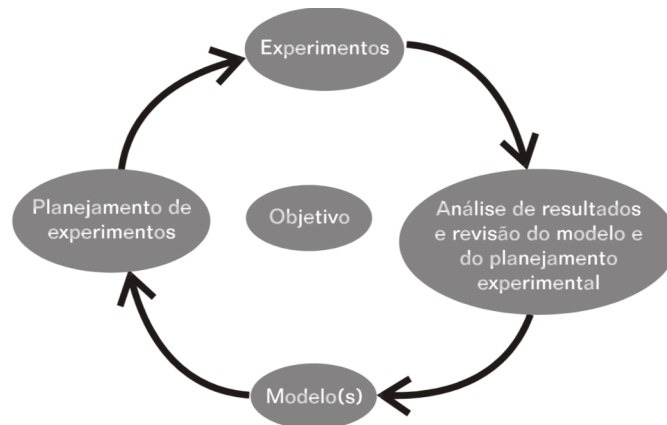 Experimentos
Planejamento de
experimentos
Objetivo
Análise de resultados
e revisão do modelo e
do planejamento
experimental
Modelo(s)